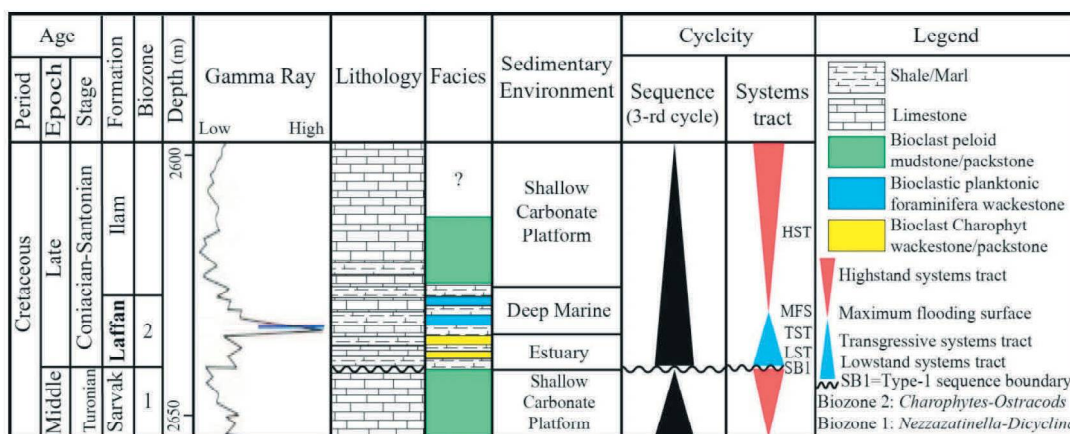 Age
Cyclcity
Legend
Period
Epoch
Stage
Formation
Biozone
Depth (m)
Gamma Ray
Low High
Lithology
Facies
Sedimentary
Environment
Sequence
(3-rd cycle)
Systems
tract
Cretaceous
Late
Middle
Coniacian-Santonian
Turonian
Ilam
Laffan
Sarvak
2
1
2600
2650
?
Shallow
Carbonate
Platform
Deep Marine
Estuary
Shallow
Carbonate
Platform
HST
MFS
TST
LST
SB1
Shale/Marl
Limestone
Bioclast peloid
mudstone/packstone
Bioclastic planktonic
foraminifera wackestone
Bioclast Charophyt
wackestone/packstone
Highstand systems tract
Maximum flooding surface
Transgressive systems tract
Lowstand systems tract
SB1=Type-1 sequence boundary
Biozone 2: Charophytes-Ostracods
Biozone 1: Nezzazatinella-Dicyclina